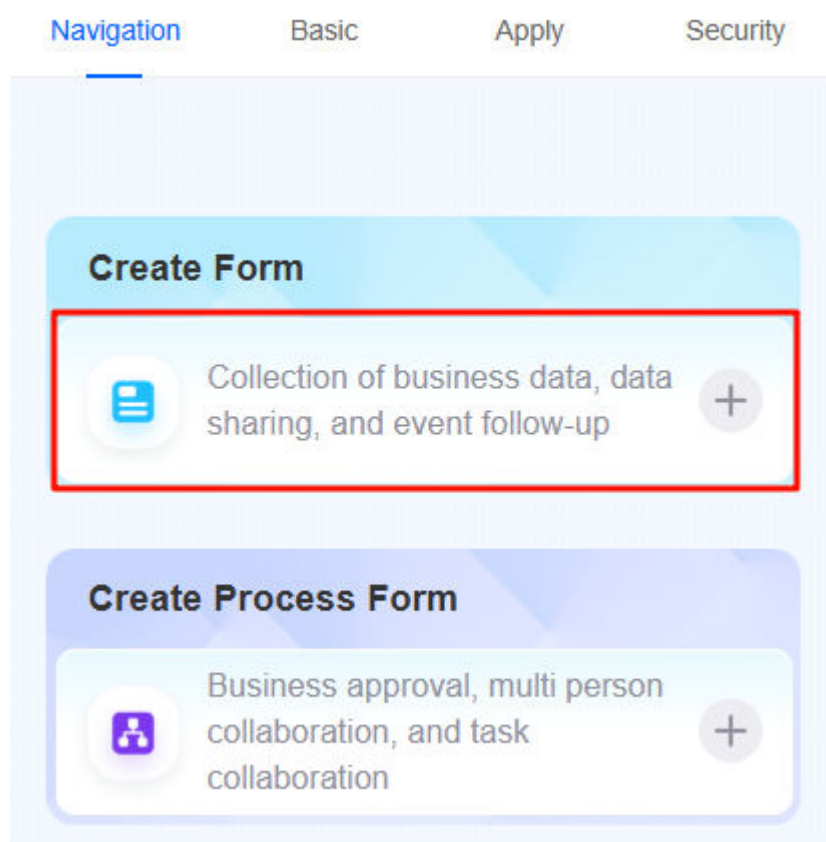 Navigation Basic Apply Security
Create Form
Collection of business data, data
sharing, and event follow-up
Create Process Form
Business approval, multi person
collaboration, and task
collaboration